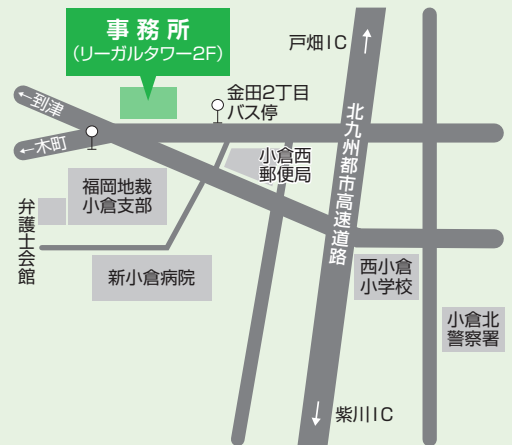 事務所
(リーガルタワー2F)
戸畑IC ↑
←到津
金田2丁目
バス停
←木町
北九州都市高速道路
小倉西
郵便局
福岡地裁
小倉支部
弁護士会館
新小倉病院
西小倉
小学校
小倉北
警察署
↓ 紫川IC